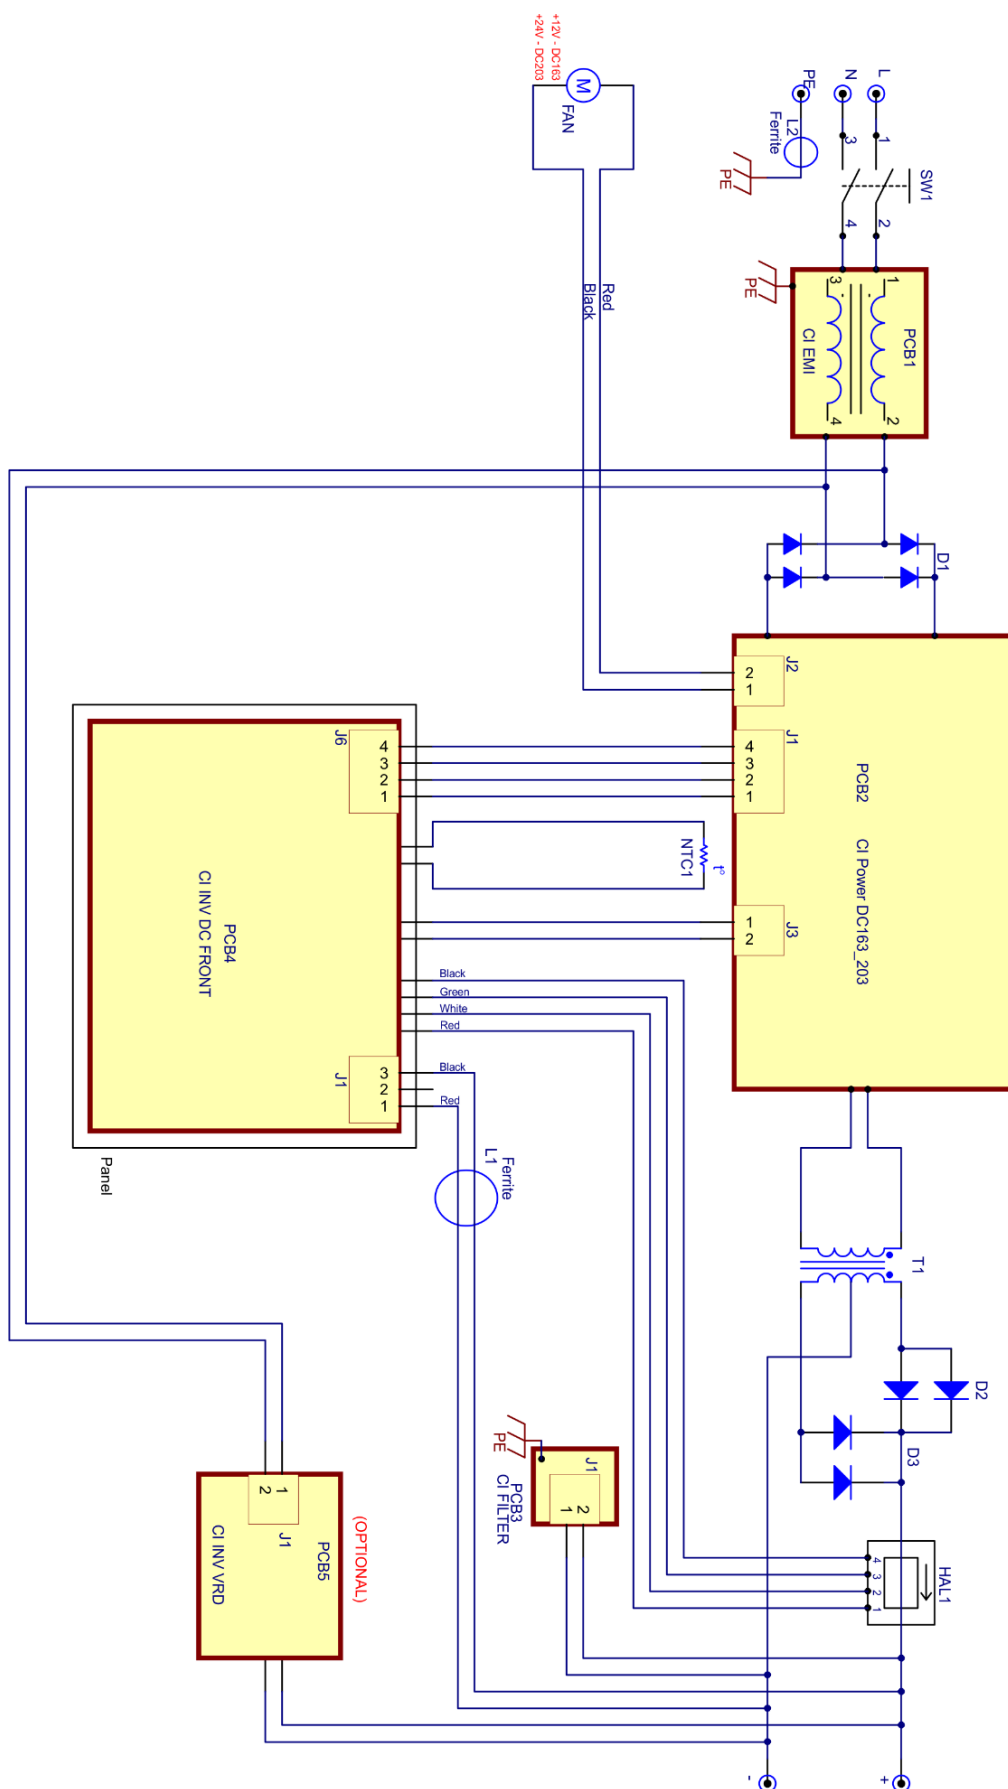 +12V - DC163
+24V - DC203
M
FAN
L
N
PE
L2
Ferrite
PE
1
3
SW1
2
4
PE
1
3
PCB1
CI EMI
2
4
Red
Black
D1
J2
2
1
J1
4
3
2
1
PCB2
CI Power DC163_203
J6
4
3
2
1
t°
NTC1
J3
1
2
PCB4
CI INV DC FRONT
Black
Green
White
Red
J1
3
2
1
Black
Red
Panel
Ferrite
L1
T1
D2
D3
PE
J1
1
2
PCB3
CI FILTER
HAL1
4
3
2
1
(OPTIONAL)
PCB5
CI INV VRD
J1
1
2
-
+